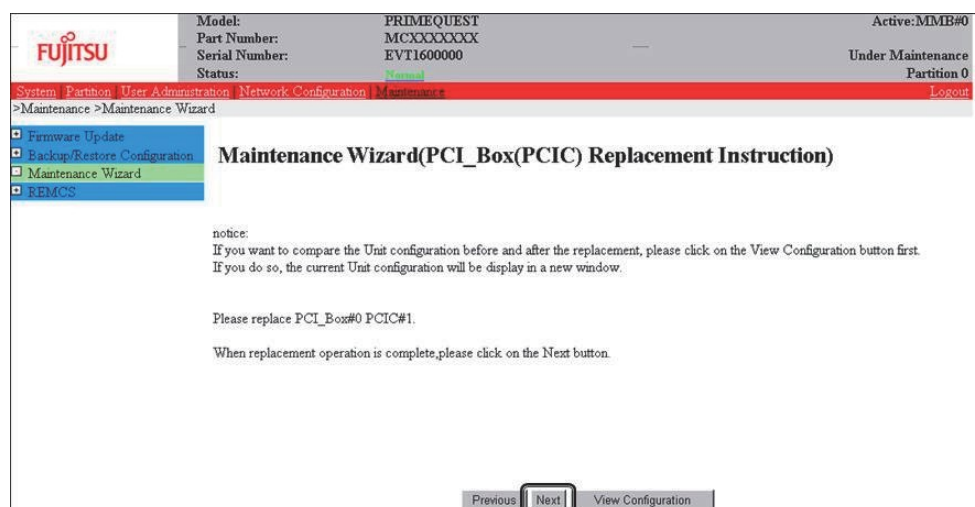 FUJITSU
Model: PRIMEQUEST Active:MMB#0
Part Number: MCXXXXXXX
Serial Number: EVT1600000 Under Maintenance
Status: Normal Partition 0
System | Partition | User Administration | Network Configuration | Maintenance Logout
>Maintenance >Maintenance Wizard
Firmware Update
Backup/Restore Configuration
Maintenance Wizard
REMCS
Maintenance Wizard(PCI_Box(PCIC) Replacement Instruction)
notice:
If you want to compare the Unit configuration before and after the replacement, please click on the View Configuration button first.
If you do so, the current Unit configuration will be display in a new window.
Please replace PCI_Box#0 PCIC#1.
When replacement operation is complete,please click on the Next button.
Previous Next View Configuration